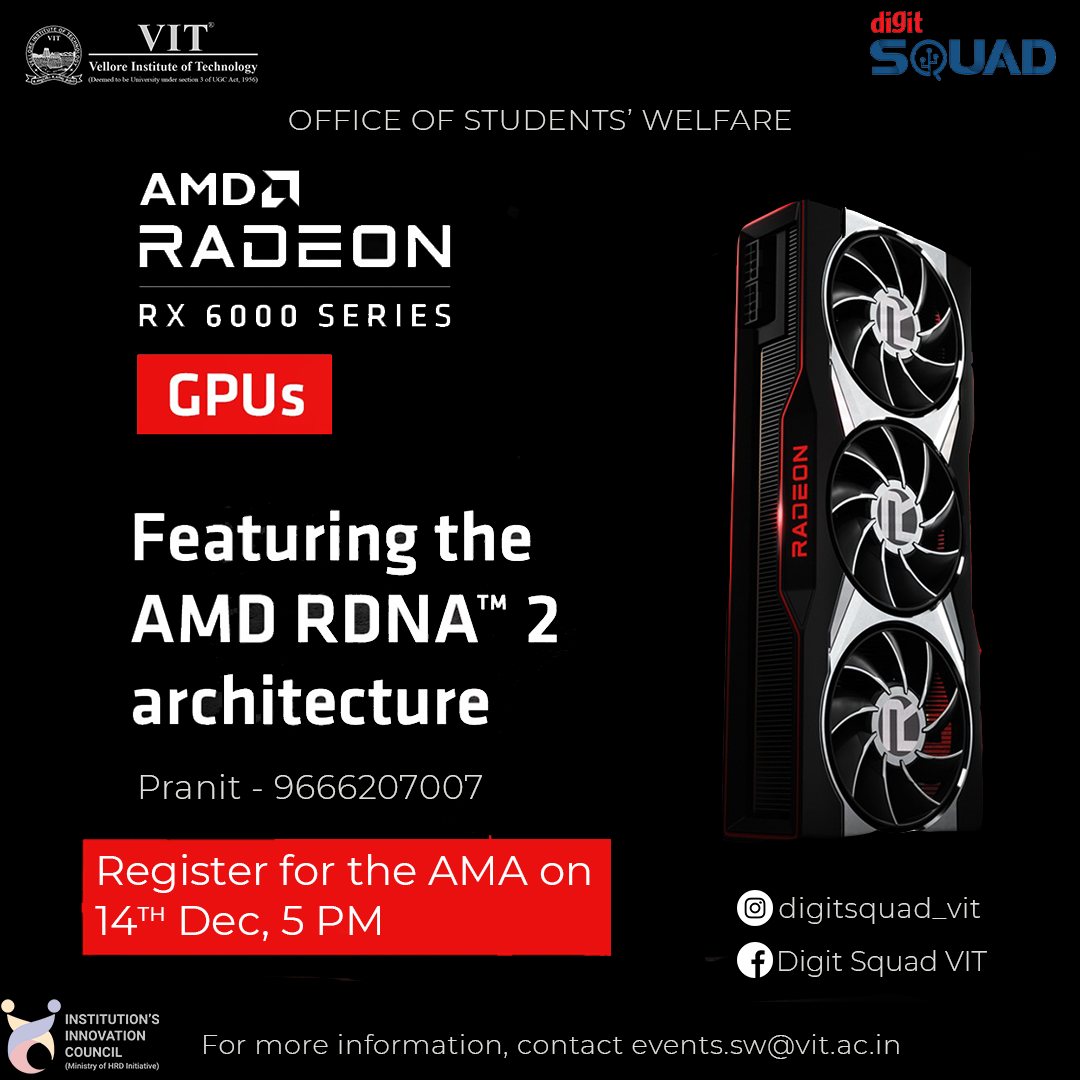 VIT®
Vellore Institute of Technology
(Deemed to be University under section 3 of UGC Act, 1956)
VIT
digit
SQUAD
OFFICE OF STUDENTS’ WELFARE
AMD
RADEON
RX 6000 SERIES
GPUs
RADEON
Featuring the
AMD RDNA™ 2
architecture
Pranit - 9666207007
Register for the AMA on
14TH Dec, 5 PM
digitsquad_vit
Digit Squad VIT
INSTITUTION'S
INNOVATION
COUNCIL
(Ministry of HRD Initiative)
For more information, contact events.sw@vit.ac.in